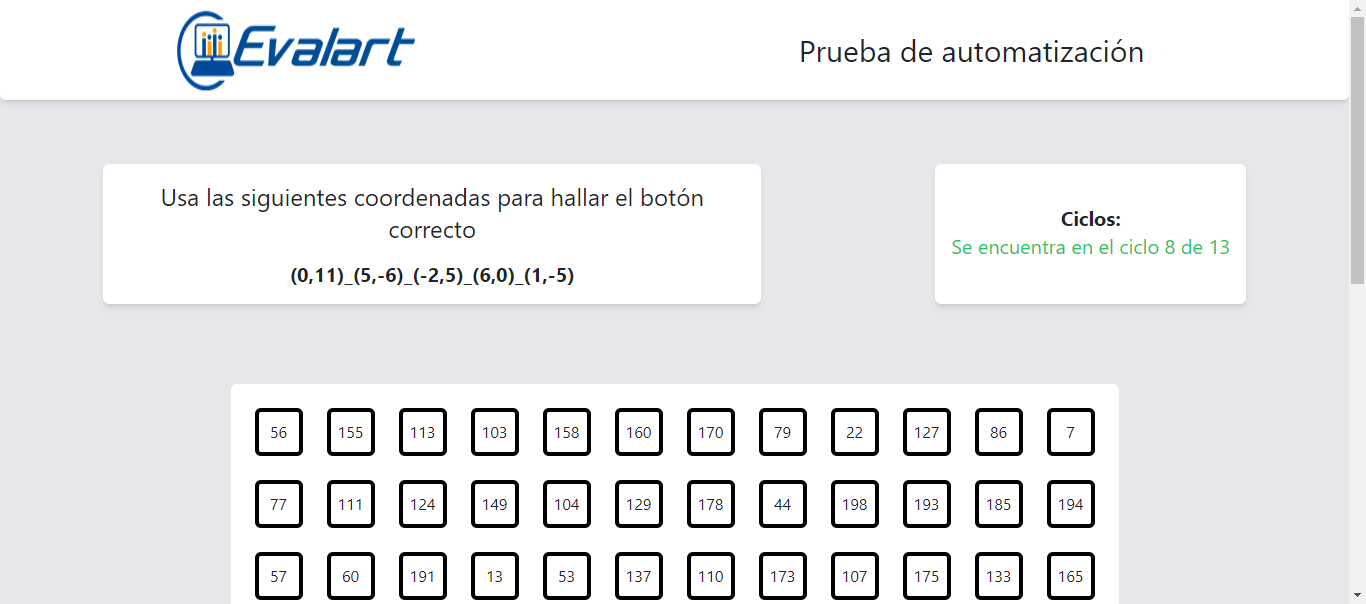 Evalart
Prueba de automatización
Usa las siguientes coordenadas para hallar el botón
correcto
(0,11)_(5,-6)_(-2,5)_(6,0)_(1,-5)
Ciclos:
Se encuentra en el ciclo 8 de 13
56 155 113 103 158 160 170 79 22 127 86 7
77 111 124 149 104 129 178 44 198 193 185 194
57 60 191 13 53 137 110 173 107 175 133 165